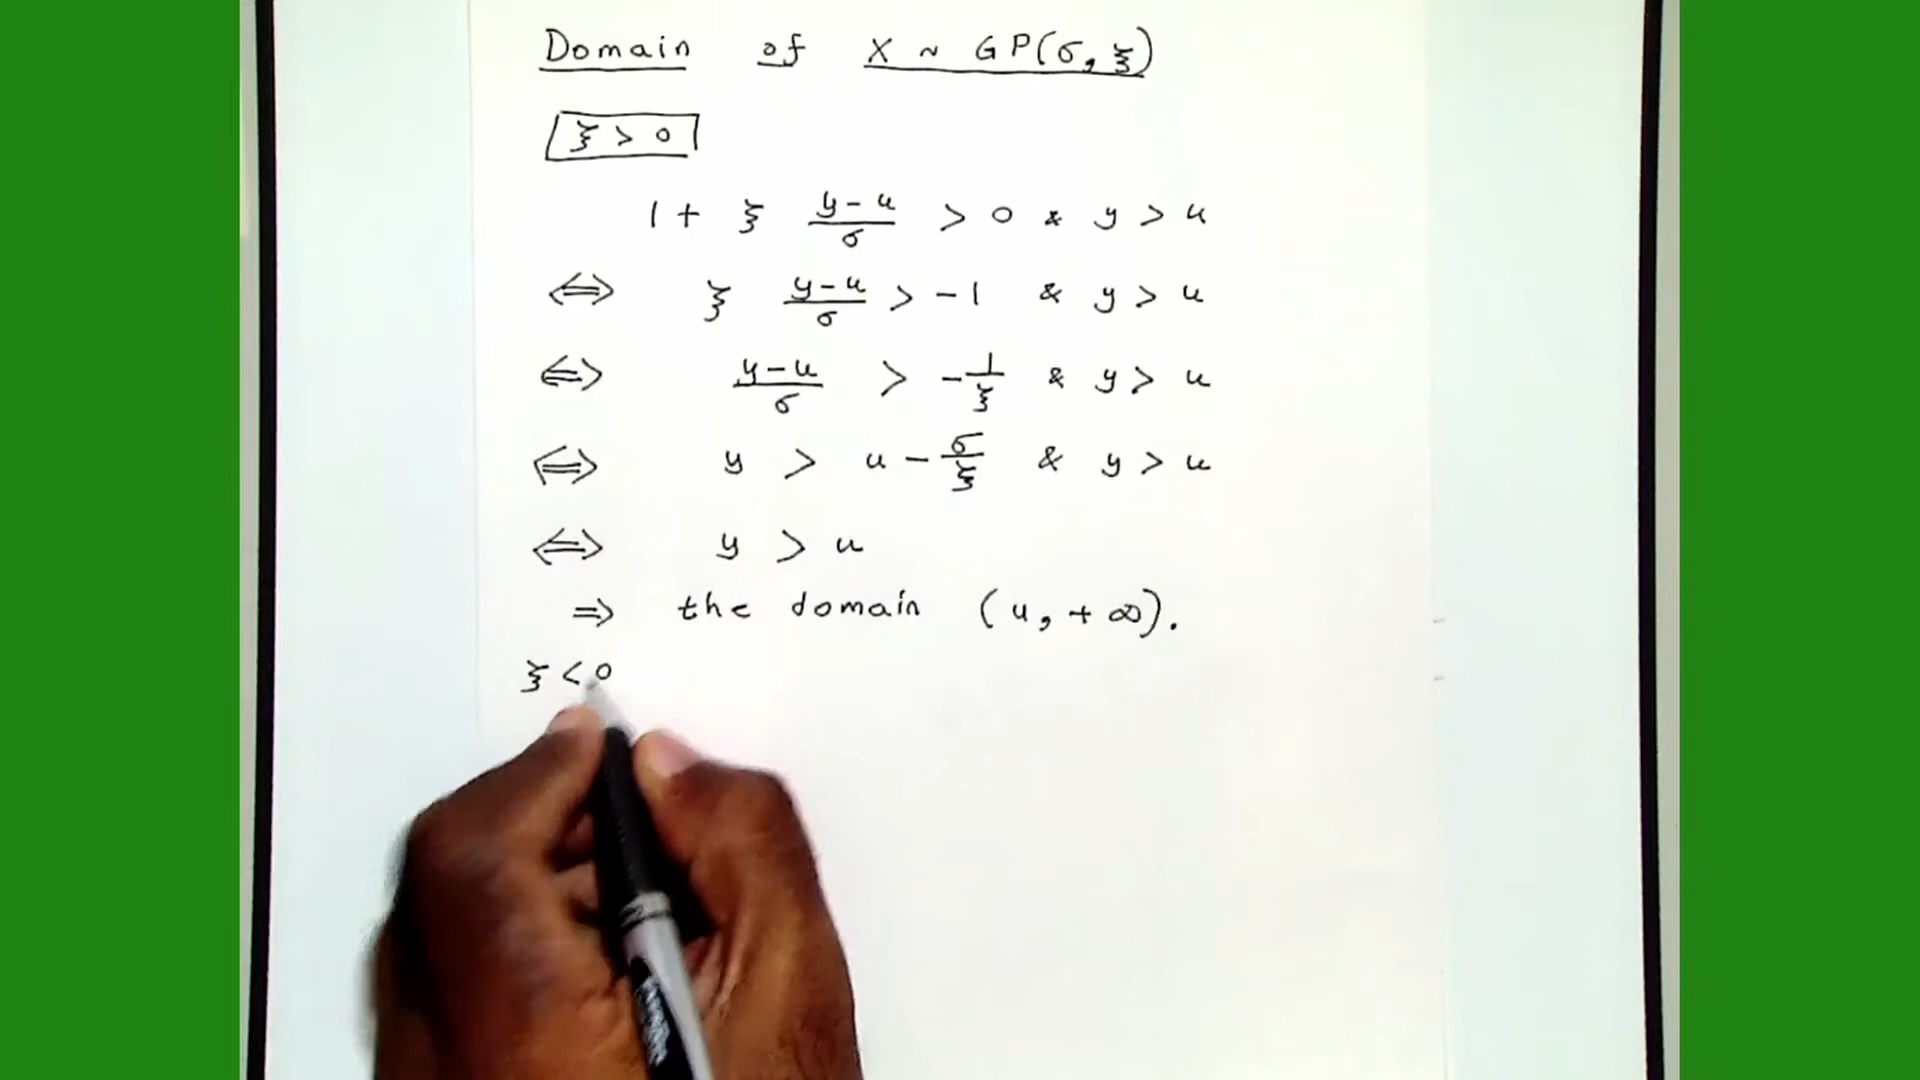 Domain of X ~ GP(σ, ξ)
ξ > 0
1 + ξ (y - u)/σ > 0 & y > u
⇔ ξ (y - u)/σ > -1 & y > u
⇔ (y - u)/σ > -1/ξ & y > u
⇔ y > u - σ/ξ & y > u
⇔ y > u
⇒ the domain (u, + ∞).
ξ < 0